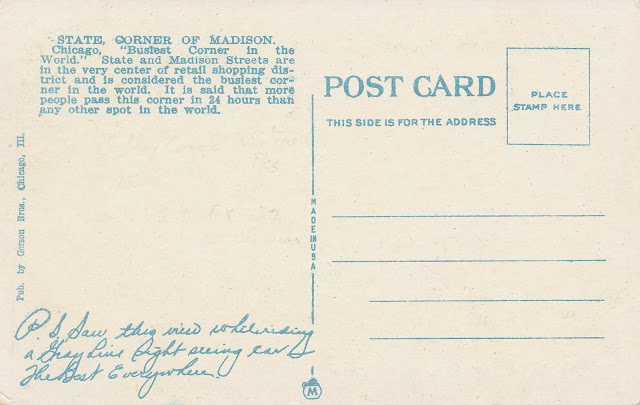 STATE, CORNER OF MADISON.
Chicago, "Busiest Corner in the
World." State and Madison Streets are
in the very center of retail shopping dis-
trict and is considered the busiest cor-
ner in the world. It is said that more
people pass this corner in 24 hours than
any other spot in the world.
Pub. by Gerson Bros., Chicago, Ill.
P. S. Saw this view while riding
a Gray Line sight seeing car
The Best Everywhere.
MADE IN USA
M
POST CARD
THIS SIDE IS FOR THE ADDRESS
PLACE
STAMP HERE